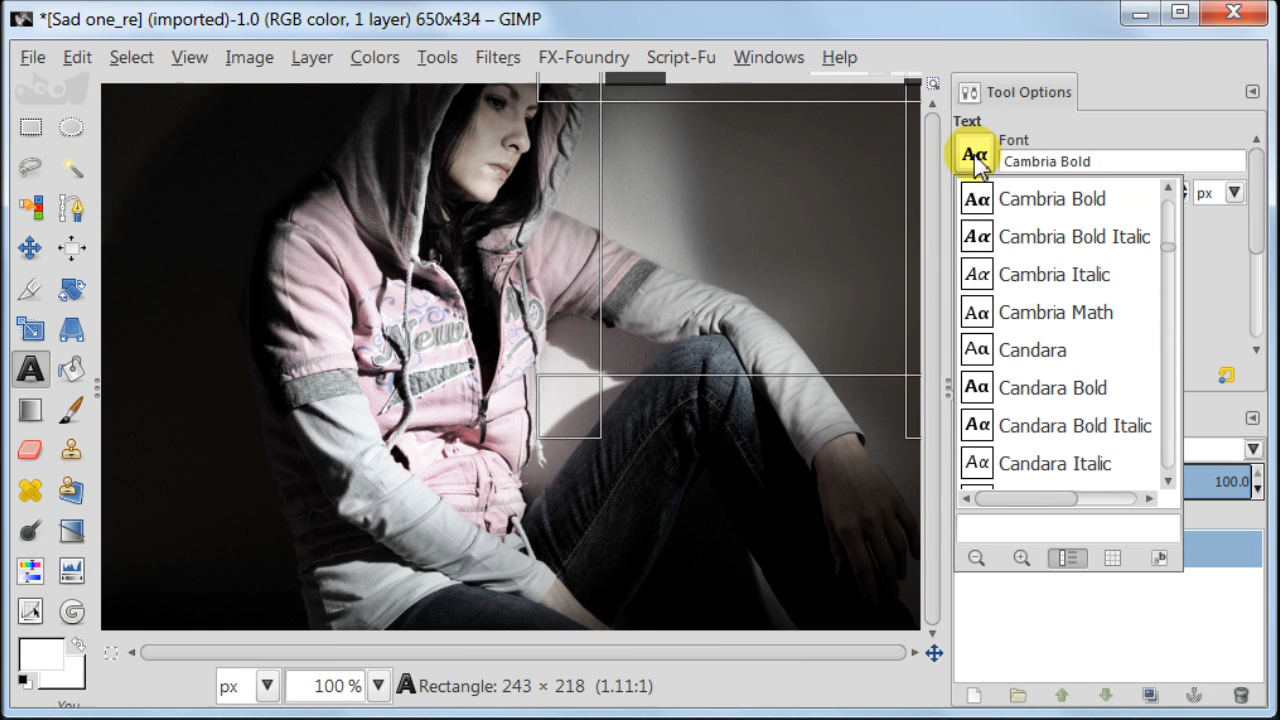 *[Sad one_re] (imported)-1.0 (RGB color, 1 layer) 650x434 – GIMP
File Edit Select View Image Layer Colors Tools Filters FX-Foundry Script-Fu Windows Help
Tool Options
Text
Font
Aα Cambria Bold
px
Aα Cambria Bold
Aα Cambria Bold Italic
Aα Cambria Italic
Aα Cambria Math
Aα Candara
Aα Candara Bold
Aα Candara Bold Italic
Aα Candara Italic
100.0
New
You
px 100 % Rectangle: 243 × 218 (1.11:1)